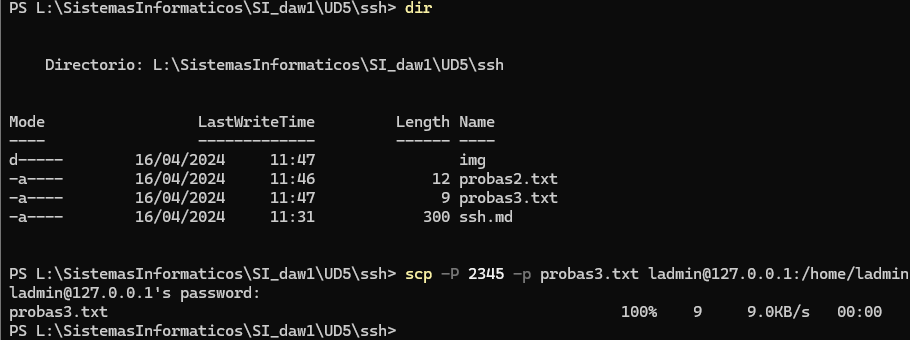 PS L:\SistemasInformaticos\SI_daw1\UD5\ssh> dir
Directorio: L:\SistemasInformaticos\SI_daw1\UD5\ssh
Mode LastWriteTime Length Name
---- ------------- ------ ----
d----- 16/04/2024 11:47 img
-a---- 16/04/2024 11:46 12 probas2.txt
-a---- 16/04/2024 11:47 9 probas3.txt
-a---- 16/04/2024 11:31 300 ssh.md
PS L:\SistemasInformaticos\SI_daw1\UD5\ssh> scp -P 2345 -p probas3.txt ladmin@127.0.0.1:/home/ladmin
ladmin@127.0.0.1's password:
probas3.txt 100% 9 9.0KB/s 00:00
PS L:\SistemasInformaticos\SI_daw1\UD5\ssh>